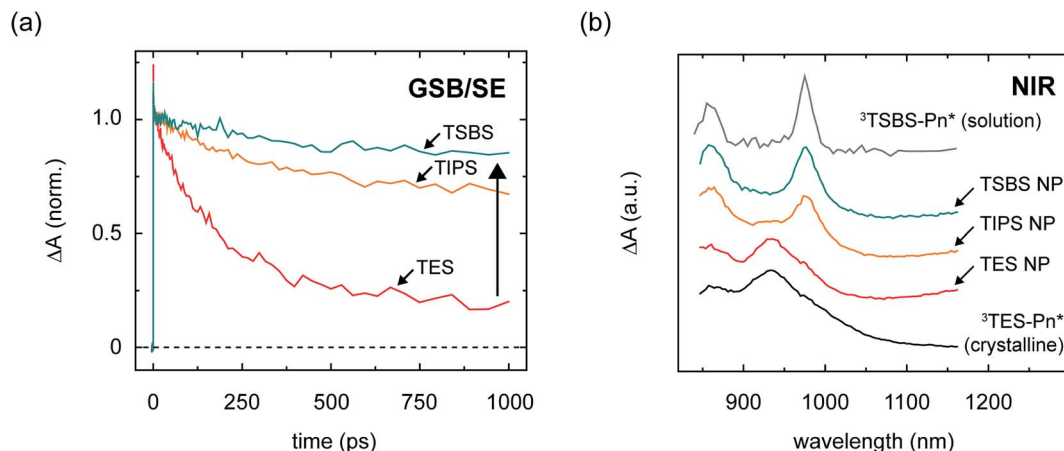 (a)
GSB/SE
TSBS
TIPS
TES
1.0
0.5
0
ΔA (norm.)
0 250 500 750 1000
time (ps)
(b)
NIR
³TSBS-Pn* (solution)
TSBS NP
TIPS NP
TES NP
³TES-Pn*
(crystalline)
ΔA (a.u.)
900 1000 1100 1200
wavelength (nm)